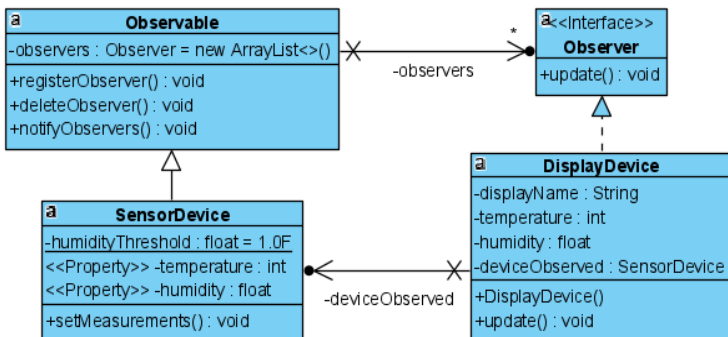 a
Observable
-observers : Observer = new ArrayList<>()
+registerObserver() : void
+deleteObserver() : void
+notifyObservers() : void
*
-observers
a
<<Interface>>
Observer
+update() : void
a
SensorDevice
-humidityThreshold : float = 1.0F
<<Property>> -temperature : int
<<Property>> -humidity : float
+setMeasurements() : void
-deviceObserved
a
DisplayDevice
-displayName : String
-temperature : int
-humidity : float
-deviceObserved : SensorDevice
+DisplayDevice()
+update() : void